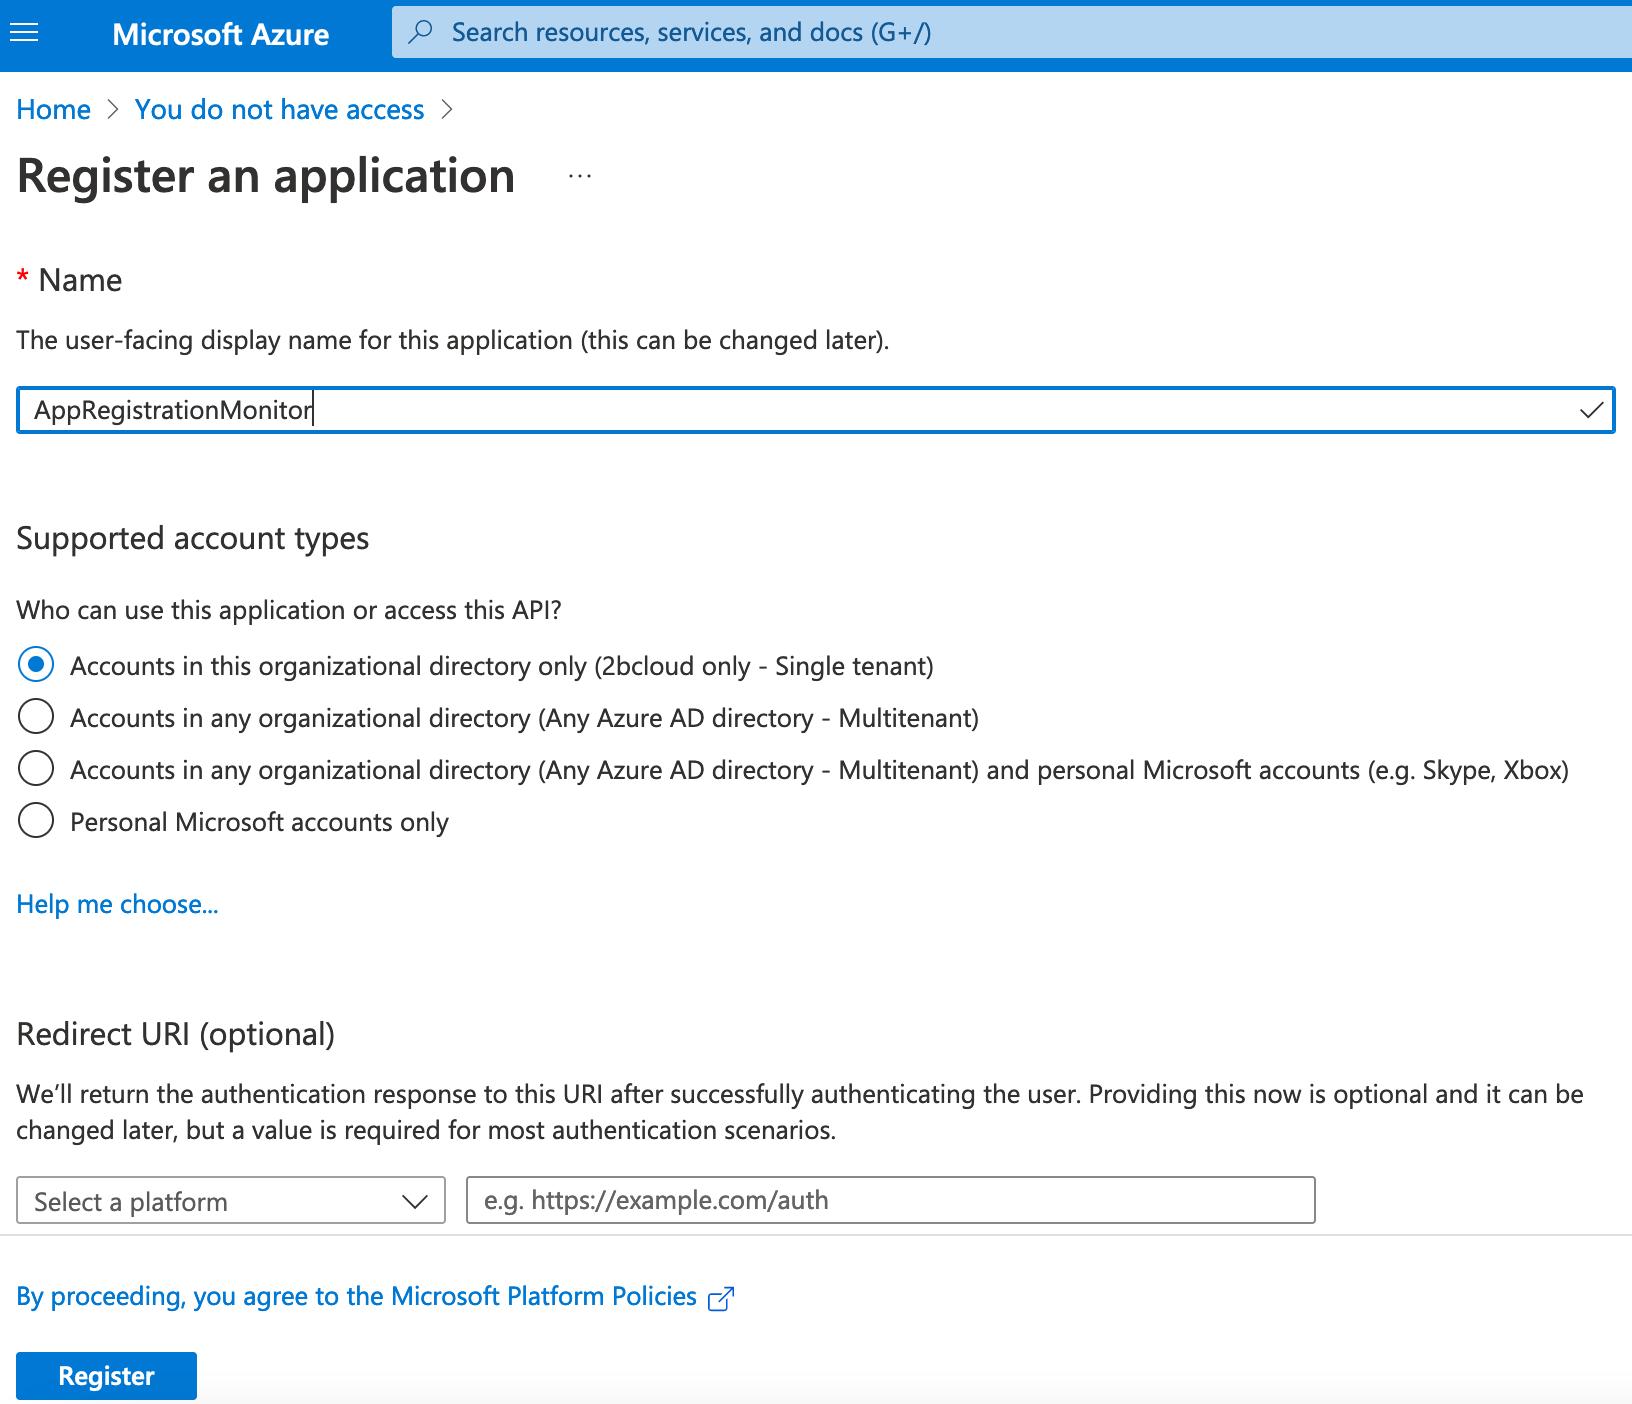 Microsoft Azure
Search resources, services, and docs (G+/)
Home > You do not have access >
Register an application ...
* Name
The user-facing display name for this application (this can be changed later).
AppRegistrationMonitor
Supported account types
Who can use this application or access this API?
Accounts in this organizational directory only (2bcloud only - Single tenant)
Accounts in any organizational directory (Any Azure AD directory - Multitenant)
Accounts in any organizational directory (Any Azure AD directory - Multitenant) and personal Microsoft accounts (e.g. Skype, Xbox)
Personal Microsoft accounts only
Help me choose...
Redirect URI (optional)
We’ll return the authentication response to this URI after successfully authenticating the user. Providing this now is optional and it can be
changed later, but a value is required for most authentication scenarios.
Select a platform
e.g. https://example.com/auth
By proceeding, you agree to the Microsoft Platform Policies
Register